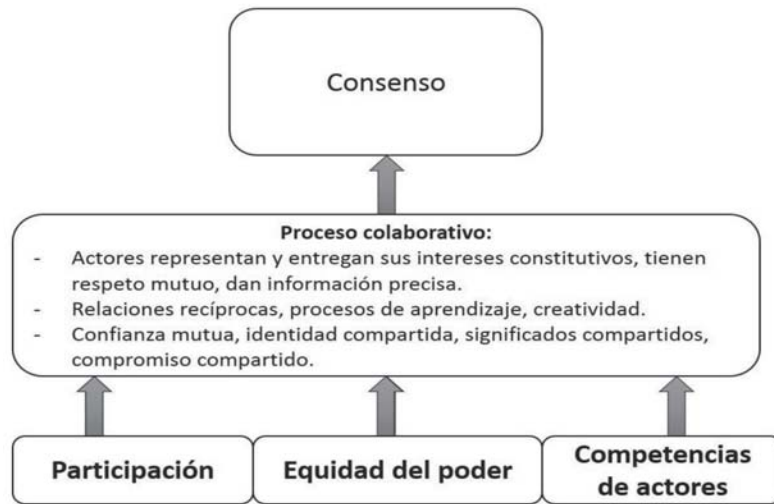 Consenso
Proceso colaborativo:
- Actores representan y entregan sus intereses constitutivos, tienen
respeto mutuo, dan información precisa.
- Relaciones recíprocas, procesos de aprendizaje, creatividad.
- Confianza mutua, identidad compartida, significados compartidos,
compromiso compartido.
Participación
Equidad del poder
Competencias
de actores